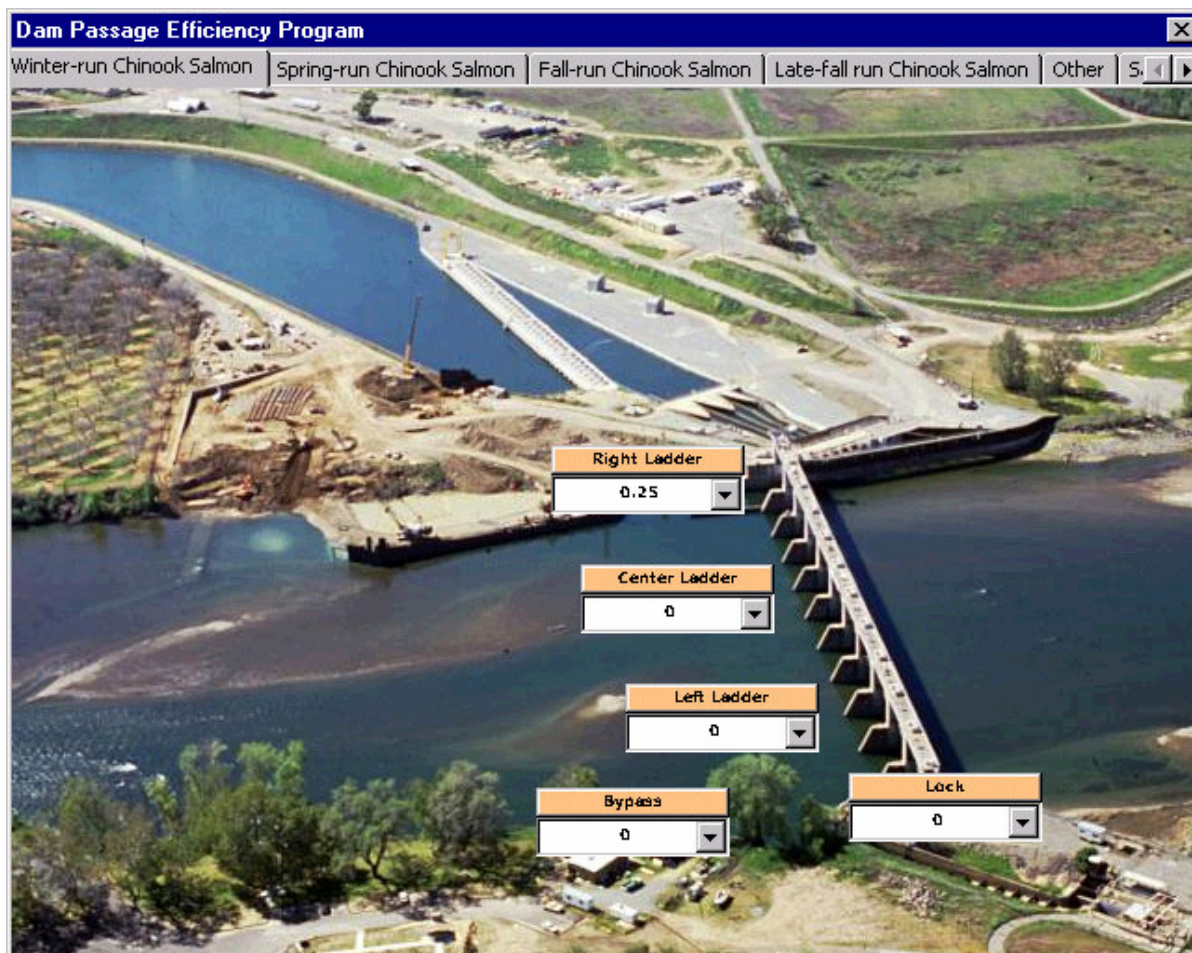 Dam Passage Efficiency Program
Winter-run Chinook Salmon Spring-run Chinook Salmon Fall-run Chinook Salmon Late-fall run Chinook Salmon Other
Right Ladder
0.25
Center Ladder
0
Left Ladder
0
Bypass
0
Lock
0